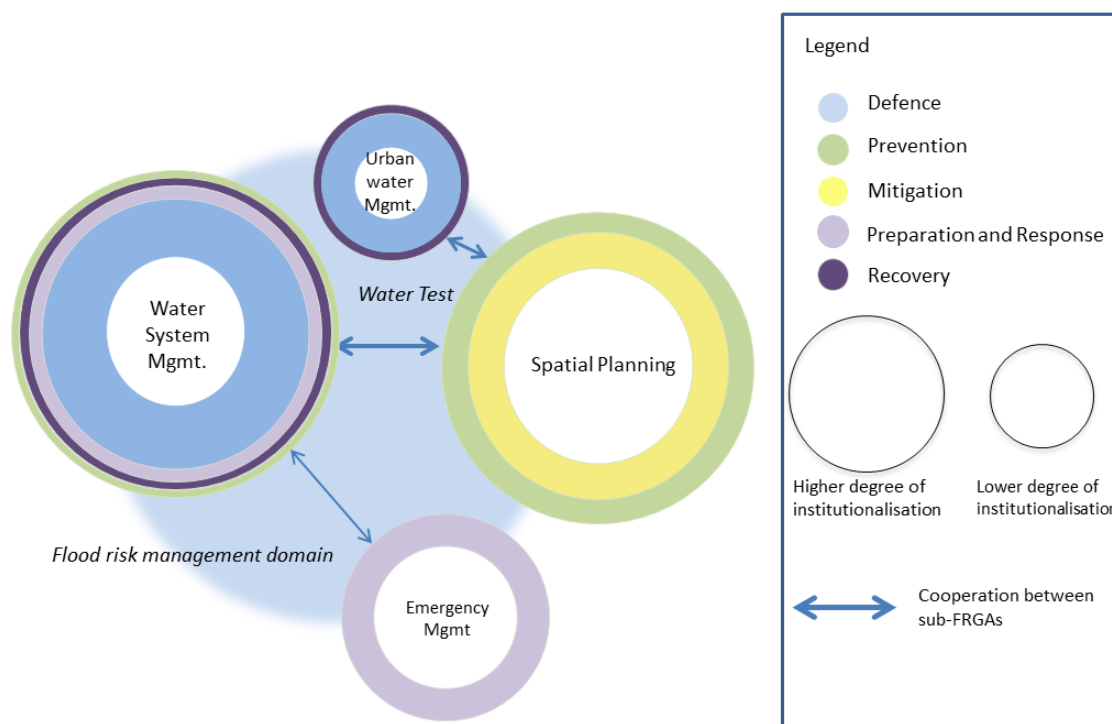 Urban
water
Mgmt.
Water Test
Water
System
Mgmt.
Spatial Planning
Flood risk management domain
Emergency
Mgmt
Legend
Defence
Prevention
Mitigation
Preparation and Response
Recovery
Higher degree of
institutionalisation
Lower degree of
institutionalisation
Cooperation between
sub-FRGAs